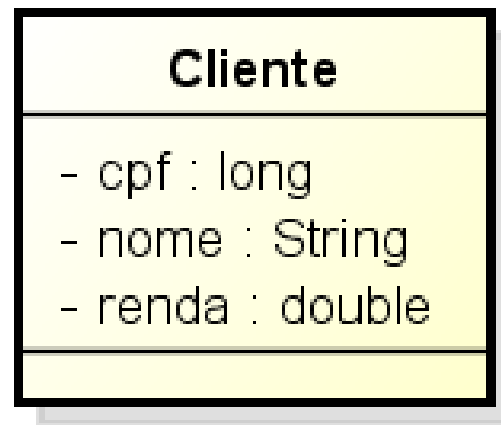 Cliente
- cpf : long
- nome : String
- renda : double